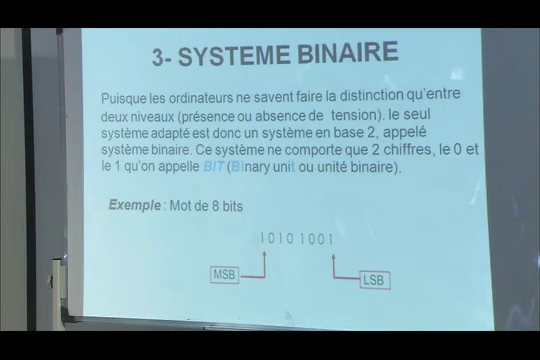 3- SYSTEME BINAIRE
Puisque les ordinateurs ne savent faire la distinction qu'entre
deux niveaux (présence ou absence de tension). le seul
système adapté est donc un système en base 2, appelé
système binaire. Ce système ne comporte que 2 chiffres, le 0 et
le 1 qu'on appelle BIT (Binary unit ou unité binaire).
Exemple : Mot de 8 bits
1010 1001
MSB
LSB